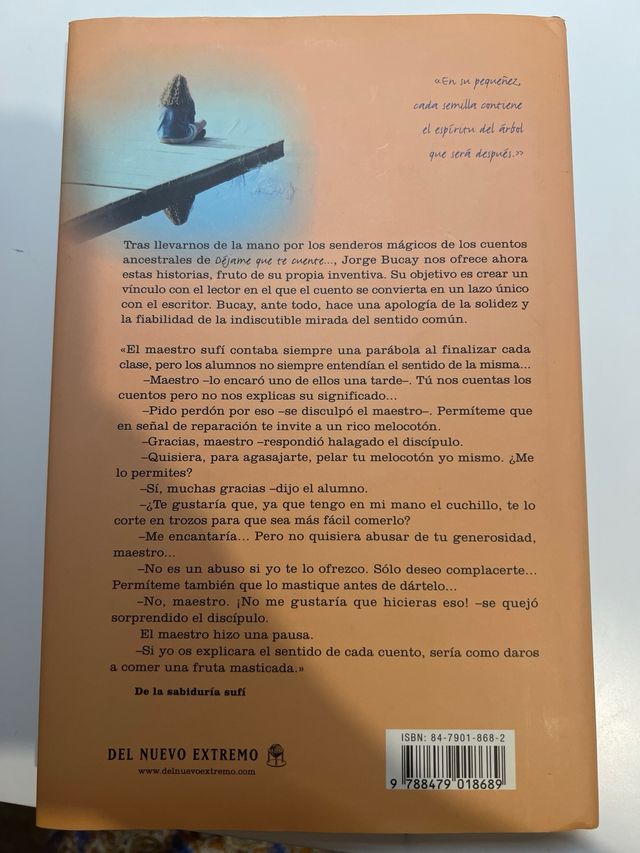 «En su pequeñez,
cada semilla contiene
el espíritu del árbol
que será después.»
Tras llevarnos de la mano por los senderos mágicos de los cuentos
ancestrales de Déjame que te cuente..., Jorge Bucay nos ofrece ahora
estas historias, fruto de su propia inventiva. Su objetivo es crear un
vínculo con el lector en el que el cuento se convierta en un lazo único
con el escritor. Bucay, ante todo, hace una apología de la solidez y
la fiabilidad de la indiscutible mirada del sentido común.
«El maestro sufí contaba siempre una parábola al finalizar cada
clase, pero los alumnos no siempre entendían el sentido de la misma...
–Maestro –lo encaró uno de ellos una tarde–. Tú nos cuentas los
cuentos pero no nos explicas su significado...
–Pido perdón por eso –se disculpó el maestro–. Permíteme que
en señal de reparación te invite a un rico melocotón.
–Gracias, maestro –respondió halagado el discípulo.
–Quisiera, para agasajarte, pelar tu melocotón yo mismo. ¿Me
lo permites?
–Sí, muchas gracias –dijo el alumno.
–¿Te gustaría que, ya que tengo en mi mano el cuchillo, te lo
corte en trozos para que sea más fácil comerlo?
–Me encantaría... Pero no quisiera abusar de tu generosidad,
maestro...
–No es un abuso si yo te lo ofrezco. Sólo deseo complacerte...
Permíteme también que lo mastique antes de dártelo...
–No, maestro. ¡No me gustaría que hicieras eso! –se quejó
sorprendido el discípulo.
El maestro hizo una pausa.
–Si yo os explicara el sentido de cada cuento, sería como daros
a comer una fruta masticada.»
De la sabiduría sufí
DEL NUEVO EXTREMO
www.delnuevoextremo.com
ISBN: 84-7901-868-2
9 788479 018689